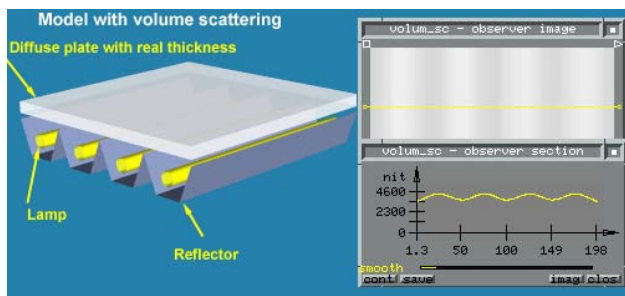 Model with volume scattering
Diffuse plate with real thickness
Lamp
Reflector
volum_sc - observer image
volum_sc - observer section
nit
4600
2300
0
1.3 50 100 149 198
smooth
cont save imag clos